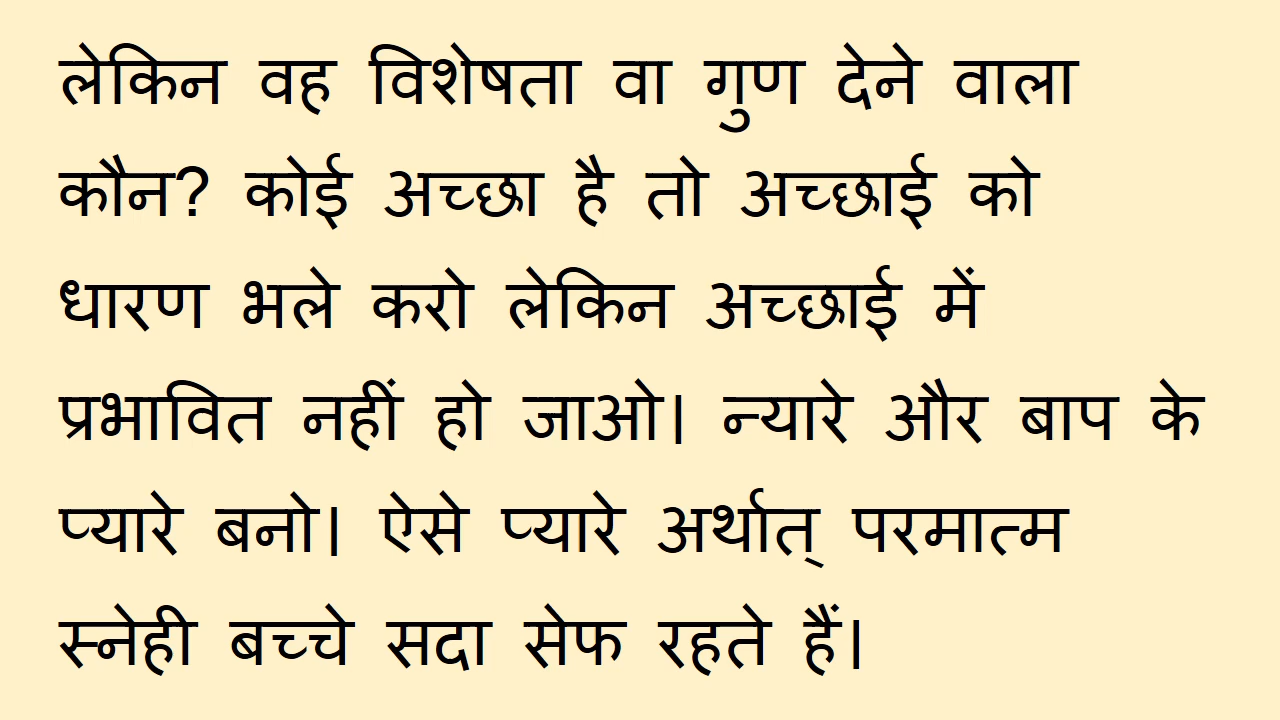 लेकिन वह विशेषता वा गुण देने वाला
कौन? कोई अच्छा है तो अच्छाई को
धारण भले करो लेकिन अच्छाई में
प्रभावित नहीं हो जाओ। न्यारे और बाप के
प्यारे बनो। ऐसे प्यारे अर्थात् परमात्म
स्नेही बच्चे सदा सेफ रहते हैं।